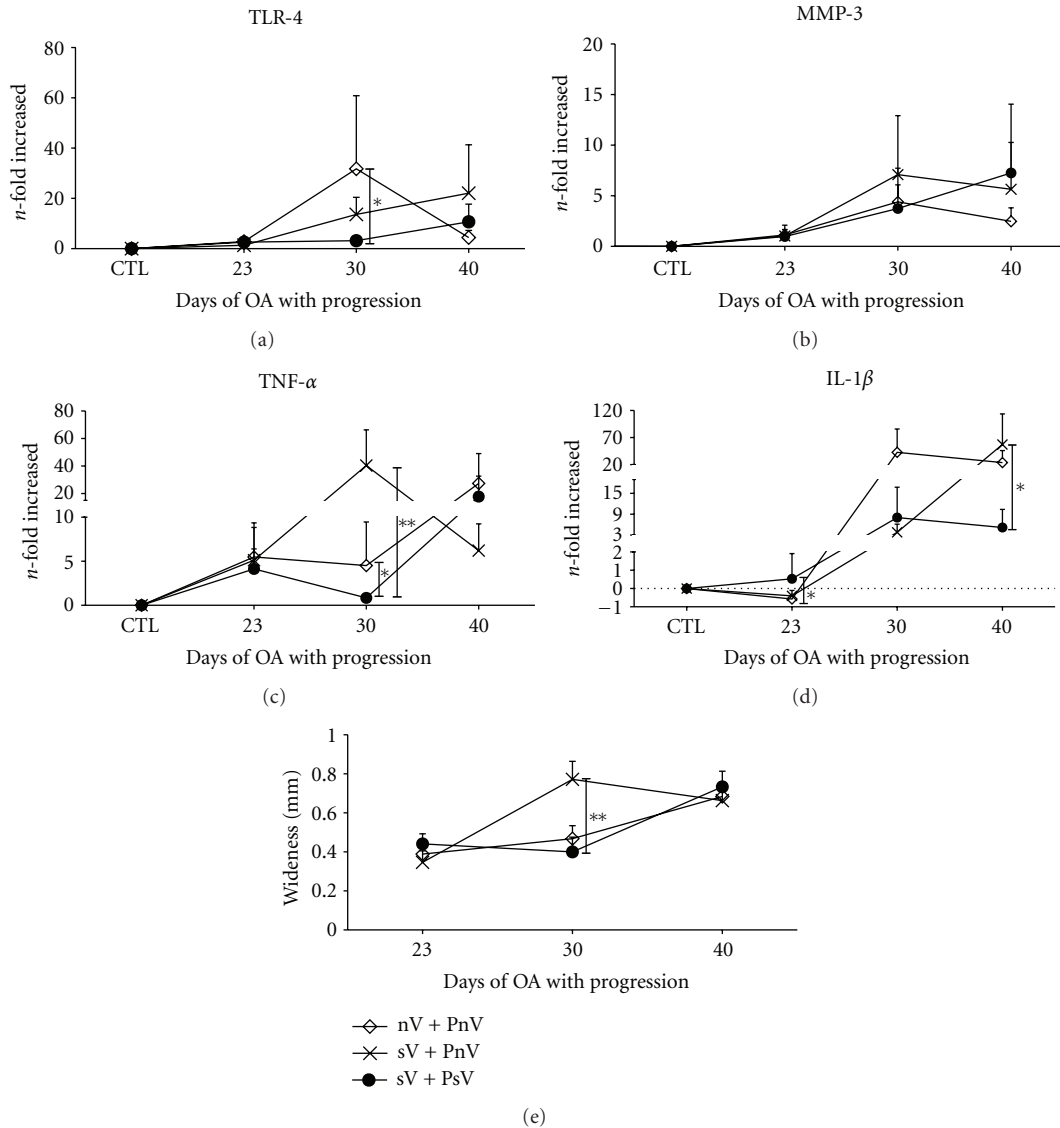 TLR-4
80
60
40
20
0
n-fold increased
*
CTL 23 30 40
Days of OA with progression
(a)
MMP-3
20
15
10
5
0
n-fold increased
CTL 23 30 40
Days of OA with progression
(b)
TNF-α
80
60
40
20
10
5
0
n-fold increased
**
*
CTL 23 30 40
Days of OA with progression
(c)
IL-1β
120
70
20
15
9
3
2
1
0
−1
n-fold increased
*
*
CTL 23 30 40
Days of OA with progression
(d)
1
0.8
0.6
0.4
0.2
0
Wideness (mm)
**
23 30 40
Days of OA with progression
nV + PnV
sV + PnV
sV + PsV
(e)